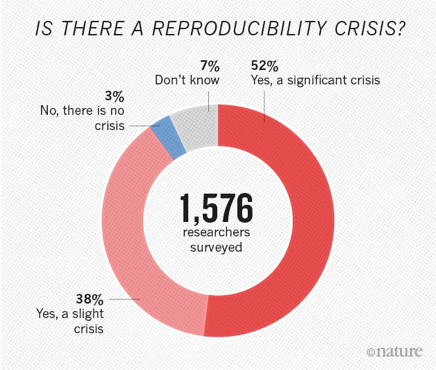 IS THERE A REPRODUCIBILITY CRISIS?
7%
Don't know
52%
Yes, a significant crisis
3%
No, there is no
crisis
1,576
researchers
surveyed
38%
Yes, a slight
crisis
©nature